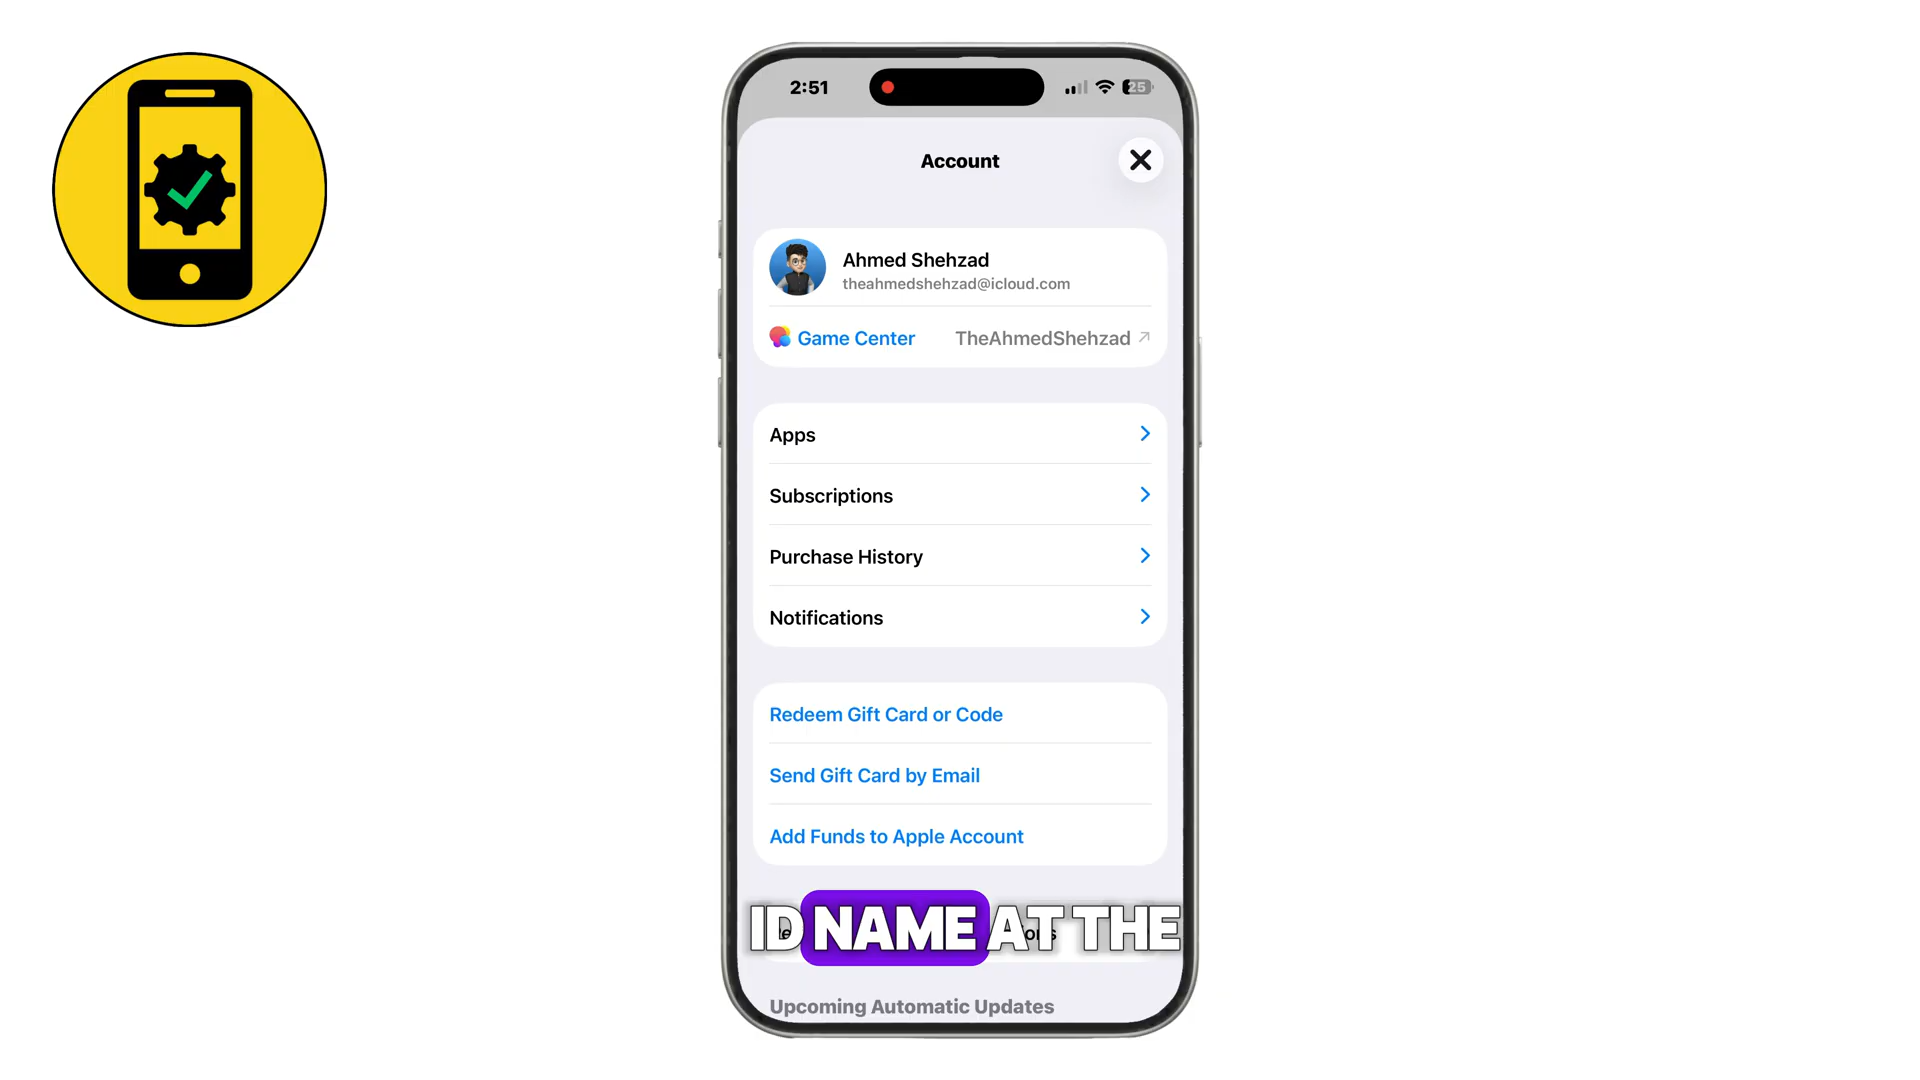 2:51
25
Account
Ahmed Shehzad
theahmedshehzad@icloud.com
Game Center TheAhmedShehzad
Apps
Subscriptions
Purchase History
Notifications
Redeem Gift Card or Code
Send Gift Card by Email
Add Funds to Apple Account
ID NAME AT THE
Upcoming Automatic Updates